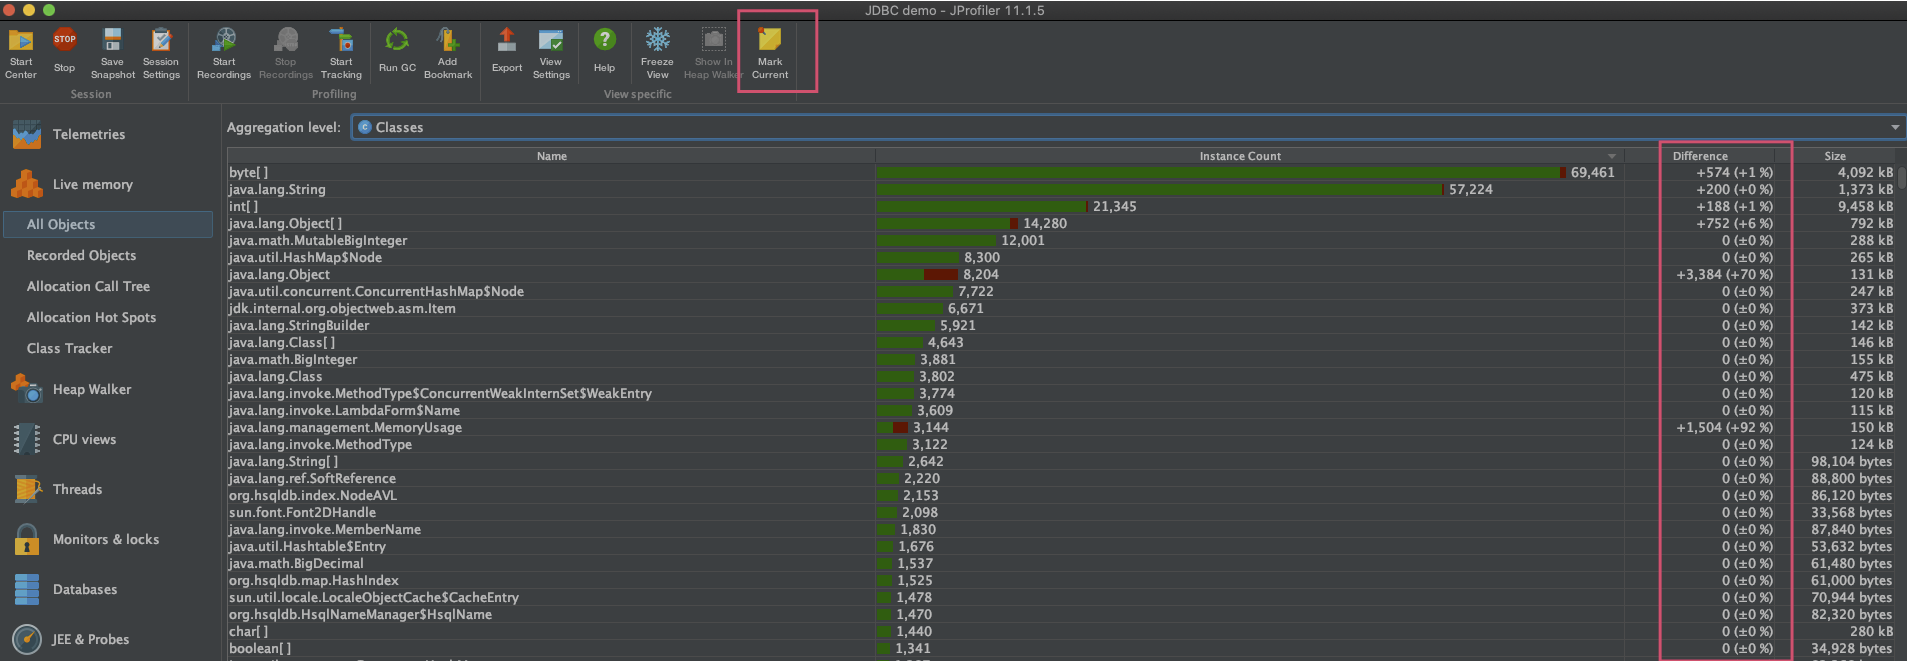 JDBC demo - JProfiler 11.1.5
Start Center
Stop
Save Snapshot
Session Settings
Start Recordings
Stop Recordings
Start Tracking
Run GC
Add Bookmark
Export
View Settings
Help
Freeze View
Show In Heap Walker
Mark Current
Session
Profiling
View specific
Telemetries
Live memory
All Objects
Recorded Objects
Allocation Call Tree
Allocation Hot Spots
Class Tracker
Heap Walker
CPU views
Threads
Monitors & locks
Databases
JEE & Probes
Aggregation level: Classes
Name Instance Count Difference Size
byte[ ] 69,461 +574 (+1 %) 4,092 kB
java.lang.String 57,224 +200 (+0 %) 1,373 kB
int[ ] 21,345 +188 (+1 %) 9,458 kB
java.lang.Object[ ] 14,280 +752 (+6 %) 792 kB
java.math.MutableBigInteger 12,001 0 (±0 %) 288 kB
java.util.HashMap$Node 8,300 0 (±0 %) 265 kB
java.lang.Object 8,204 +3,384 (+70 %) 131 kB
java.util.concurrent.ConcurrentHashMap$Node 7,722 0 (±0 %) 247 kB
jdk.internal.org.objectweb.asm.Item 6,671 0 (±0 %) 373 kB
java.lang.StringBuilder 5,921 0 (±0 %) 142 kB
java.lang.Class[ ] 4,643 0 (±0 %) 146 kB
java.math.BigInteger 3,881 0 (±0 %) 155 kB
java.lang.Class 3,802 0 (±0 %) 475 kB
java.lang.invoke.MethodType$ConcurrentWeakInternSet$WeakEntry 3,774 0 (±0 %) 120 kB
java.lang.invoke.LambdaForm$Name 3,609 0 (±0 %) 115 kB
java.lang.management.MemoryUsage 3,144 +1,504 (+92 %) 150 kB
java.lang.invoke.MethodType 3,122 0 (±0 %) 124 kB
java.lang.String[ ] 2,642 0 (±0 %) 98,104 bytes
java.lang.ref.SoftReference 2,220 0 (±0 %) 88,800 bytes
org.hsqldb.index.NodeAVL 2,153 0 (±0 %) 86,120 bytes
sun.font.Font2DHandle 2,098 0 (±0 %) 33,568 bytes
java.lang.invoke.MemberName 1,830 0 (±0 %) 87,840 bytes
java.util.Hashtable$Entry 1,676 0 (±0 %) 53,632 bytes
java.math.BigDecimal 1,537 0 (±0 %) 61,480 bytes
org.hsqldb.map.HashIndex 1,525 0 (±0 %) 61,000 bytes
sun.util.locale.LocaleObjectCache$CacheEntry 1,478 0 (±0 %) 70,944 bytes
org.hsqldb.HsqlNameManager$HsqlName 1,470 0 (±0 %) 82,320 bytes
char[ ] 1,440 0 (±0 %) 280 kB
boolean[ ] 1,341 0 (±0 %) 34,928 bytes